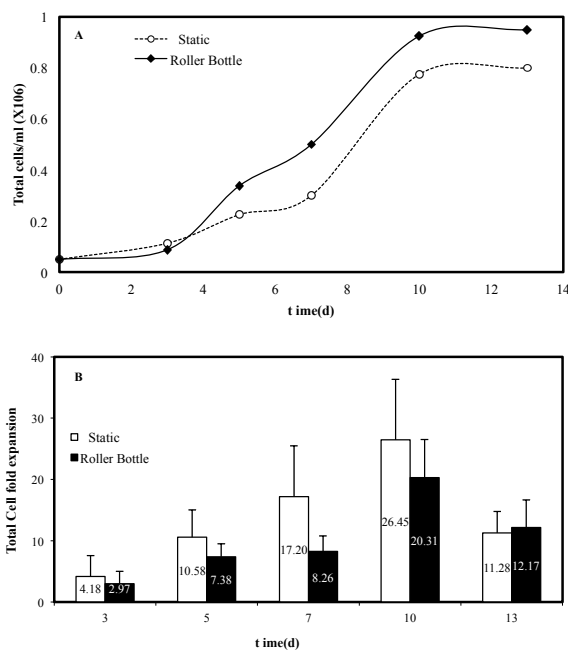 A
Static
Roller Bottle
Total cells/ml (X106)
1
0.8
0.6
0.4
0.2
0
0 2 4 6 8 10 12 14
t ime(d)
B
Static
Roller Bottle
Total Cell fold expansion
40
30
20
10
0
4.18 2.97 10.58 7.38 17.20 8.26 26.45 20.31 11.28 12.17
3 5 7 10 13
t ime(d)